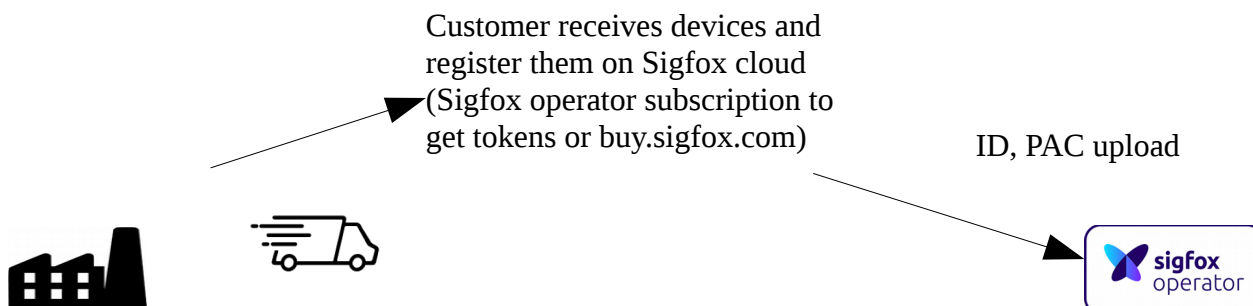 Customer receives devices and
register them on Sigfox cloud
(Sigfox operator subscription to
get tokens or buy.sigfox.com)
ID, PAC upload
sigfox
operator